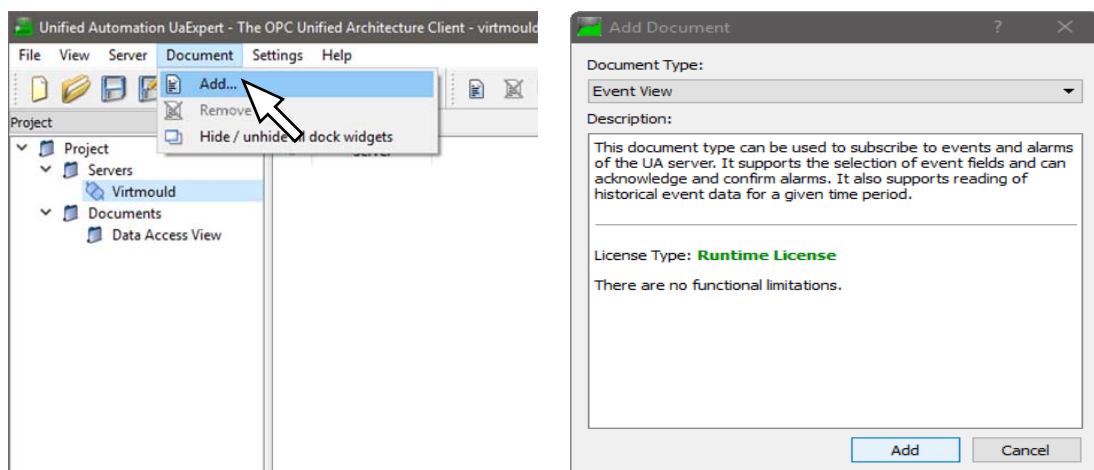 Unified Automation UaExpert - The OPC Unified Architecture Client - virtmould
File View Server Document Settings Help
Add...
Remove
Hide / unhide all dock widgets
Project
Server
Project
Servers
Virtmould
Documents
Data Access View
Add Document ?
Document Type:
Event View
Description:
This document type can be used to subscribe to events and alarms
of the UA server. It supports the selection of event fields and can
acknowledge and confirm alarms. It also supports reading of
historical event data for a given time period.
License Type: Runtime License
There are no functional limitations.
Add Cancel